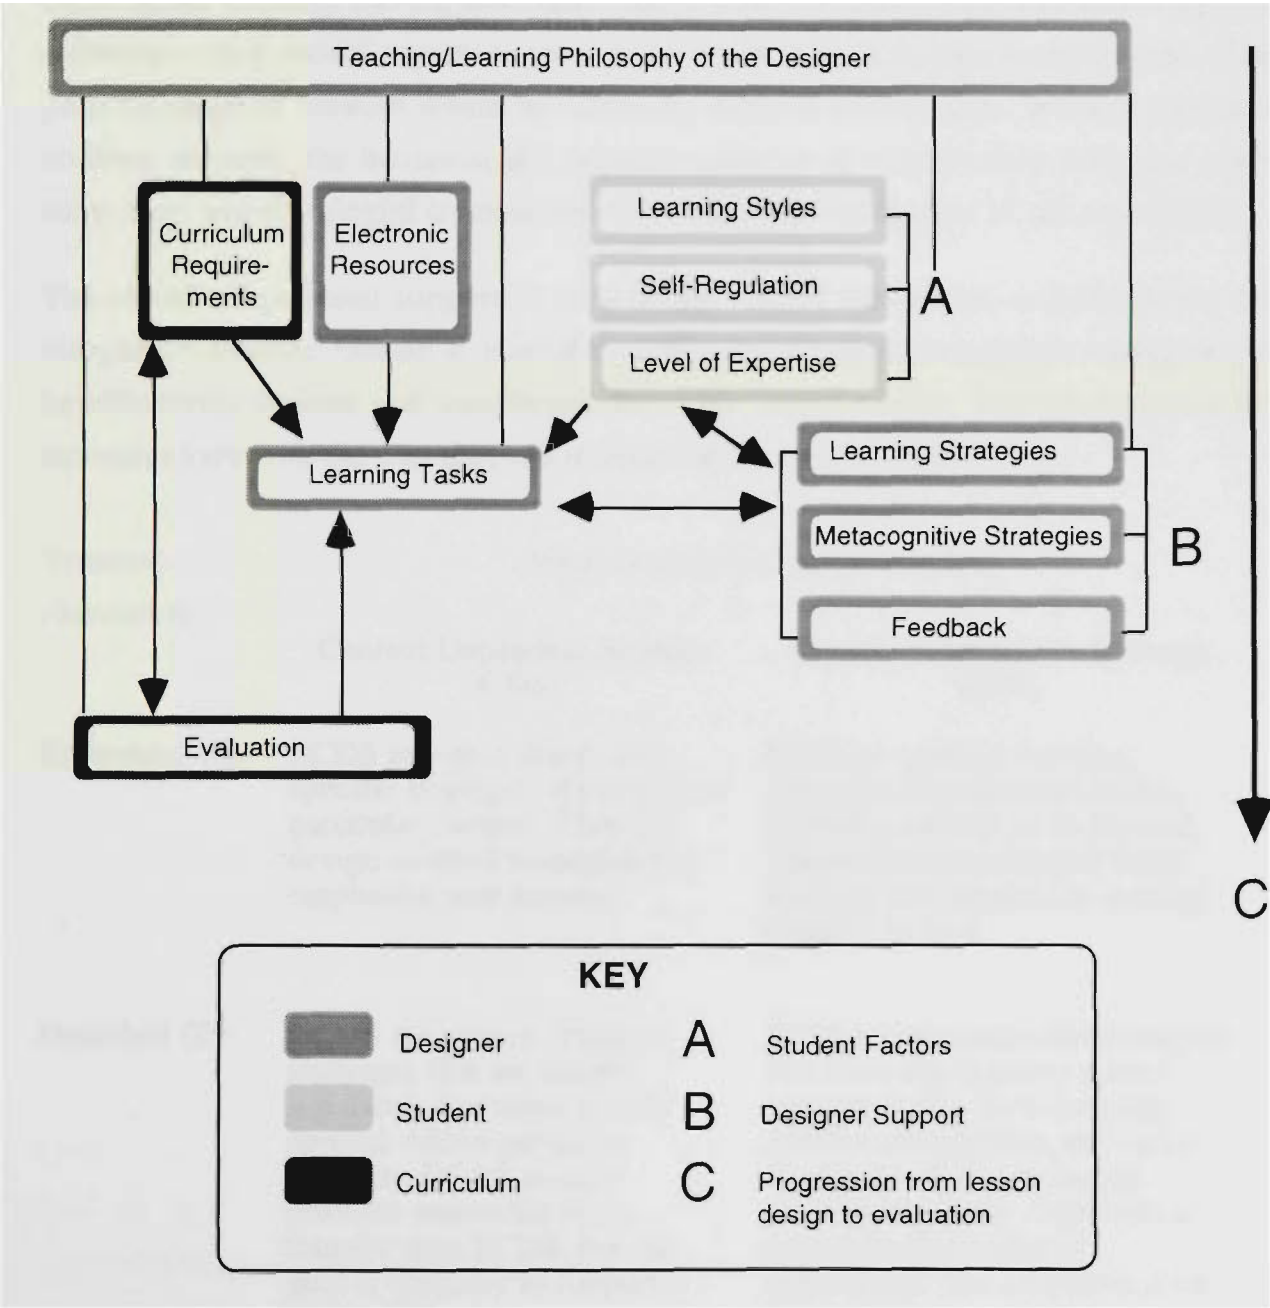 Teaching/Learning Philosophy of the Designer
Curriculum
Require-
ments
Electronic
Resources
Learning Styles
Self-Regulation
Level of Expertise
A
Learning Tasks
Learning Strategies
Metacognitive Strategies
Feedback
B
Evaluation
C
KEY
Designer
Student
Curriculum
A Student Factors
B Designer Support
C Progression from lesson
design to evaluation